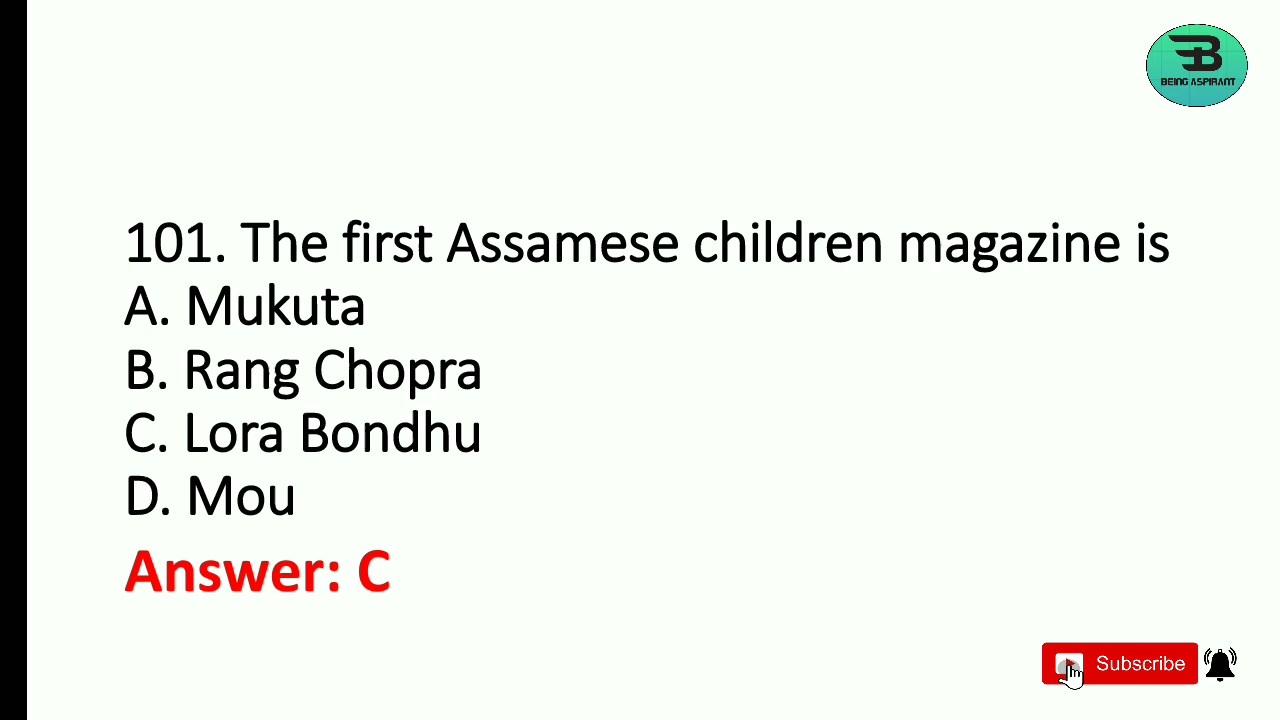 BEING ASPIRANT
101. The first Assamese children magazine is
A. Mukuta
B. Rang Chopra
C. Lora Bondhu
D. Mou
Answer: C
Subscribe